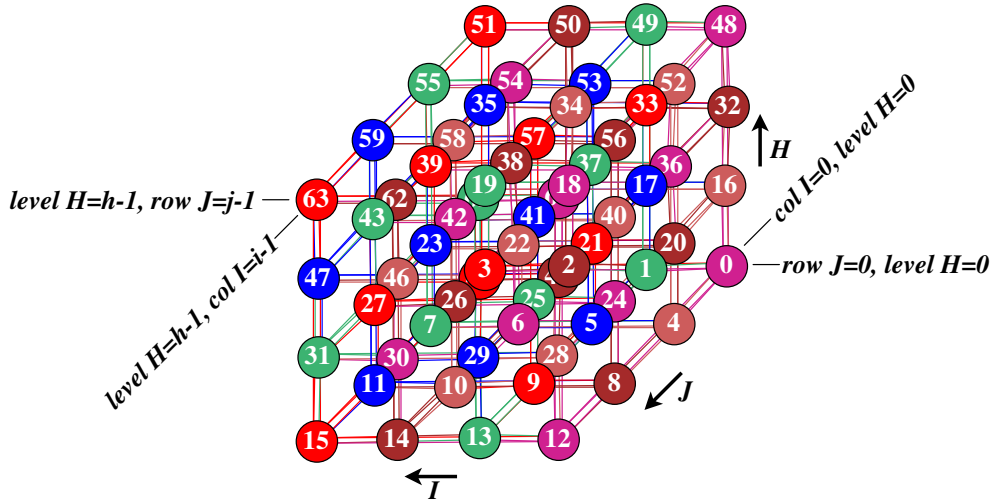 51 50 49 48
55 54 53 52
35 34 33 32
59 58 57 56
H
39 38 37 36
19 18 17 16
col I=0, level H=0
level H=h-1, row J=j-1
63 62
43 42 41 40
23 22 21 20
3 2 1 0
row J=0, level H=0
47 46
level H=h-1, col I=i-1
27 26 25 24
7 6 5 4
31 30 29 28
11 10 9 8
J
15 14 13 12
I